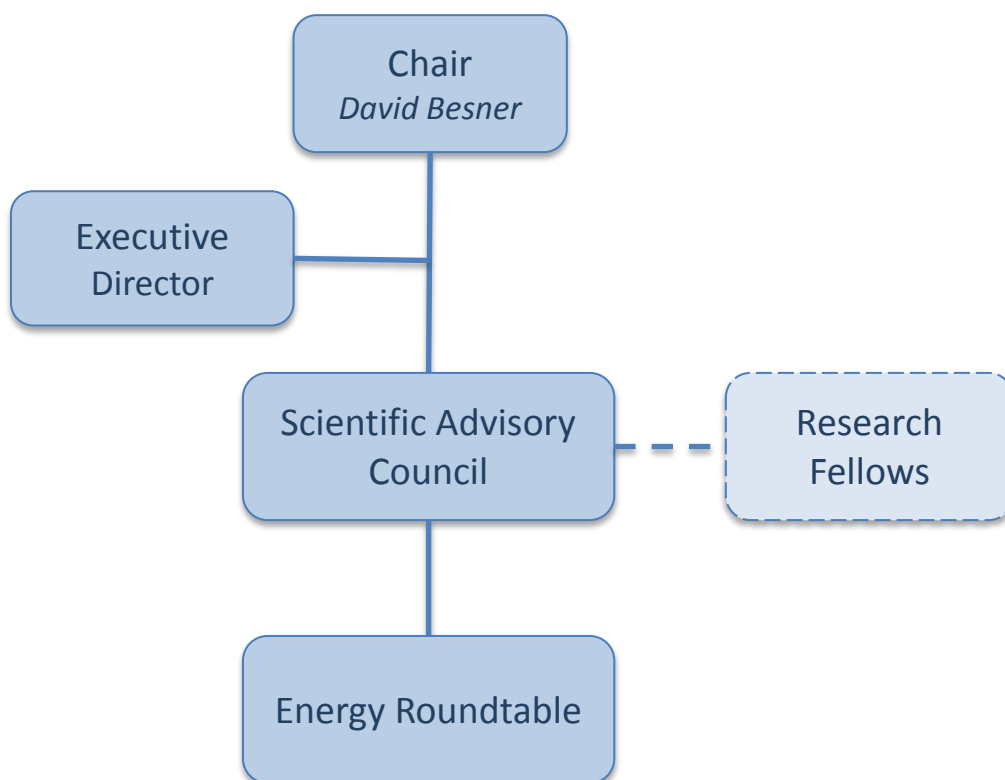 Chair
David Besner
Executive
Director
Scientific Advisory
Council
Research
Fellows
Energy Roundtable